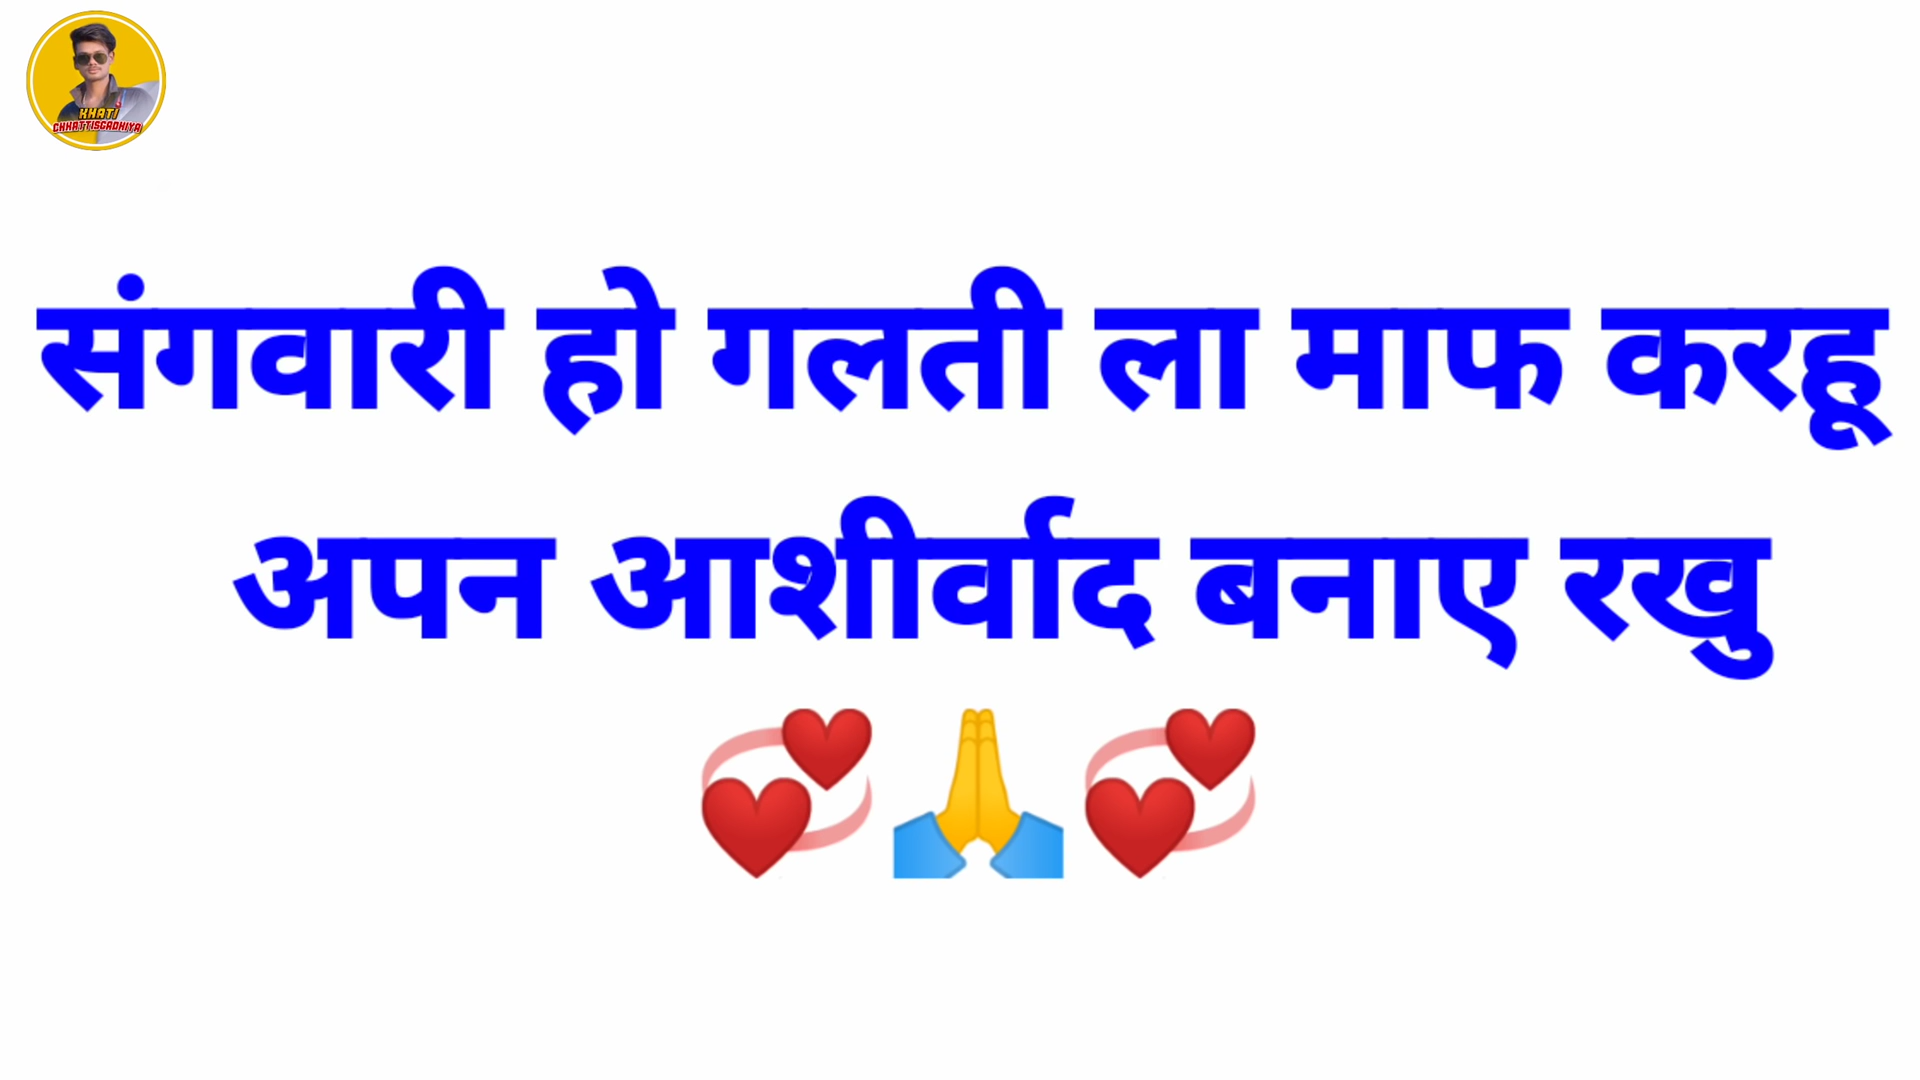 KHATI
CHHATTISGADHIYA
संगवारी हो गलती ला माफ करहू
अपन आशीर्वाद बनाए रखु
💞🙏💞